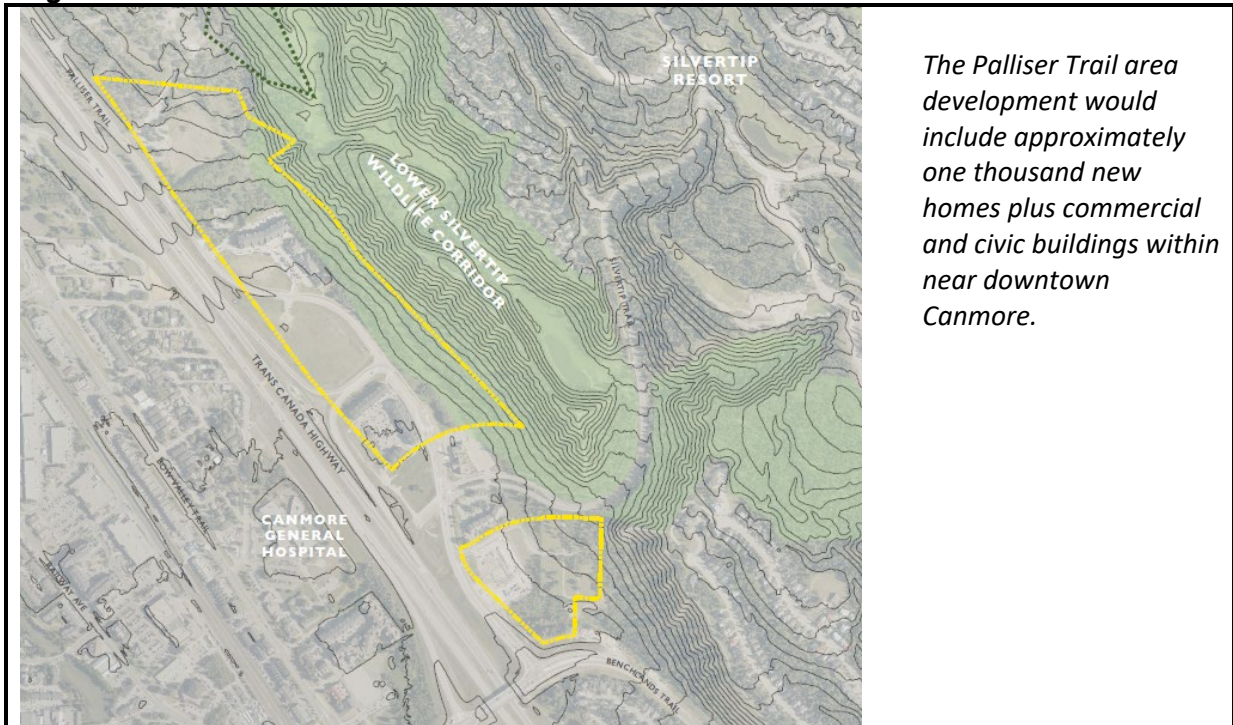 PALLISER TRAIL
SILVERTIP
RESORT
LOWER SILVERTIP
WILDLIFE CORRIDOR
SILVERTIP TRAIL
TRANS CANADA HIGHWAY
BOW VALLEY TRAIL
CANMORE
GENERAL
HOSPITAL
RAILWAY AVE
BENCHLANDS TRAIL
The Palliser Trail area
development would
include approximately
one thousand new
homes plus commercial
and civic buildings within
near downtown
Canmore.